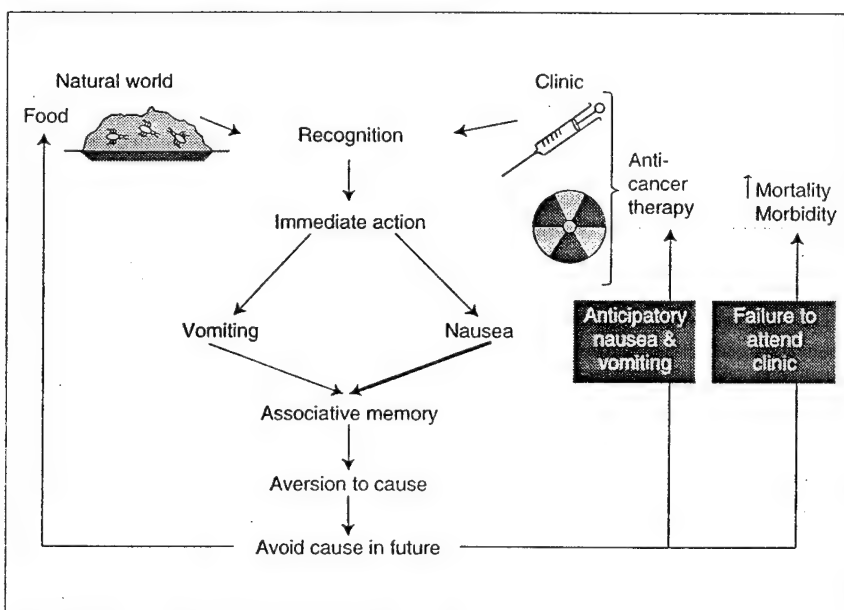 Natural world
Food
Clinic
Recognition
Anti-
cancer
therapy
↑ Mortality
Morbidity
Immediate action
Vomiting
Nausea
Anticipatory
nausea &
vomiting
Failure to
attend
clinic
Associative memory
Aversion to cause
Avoid cause in future